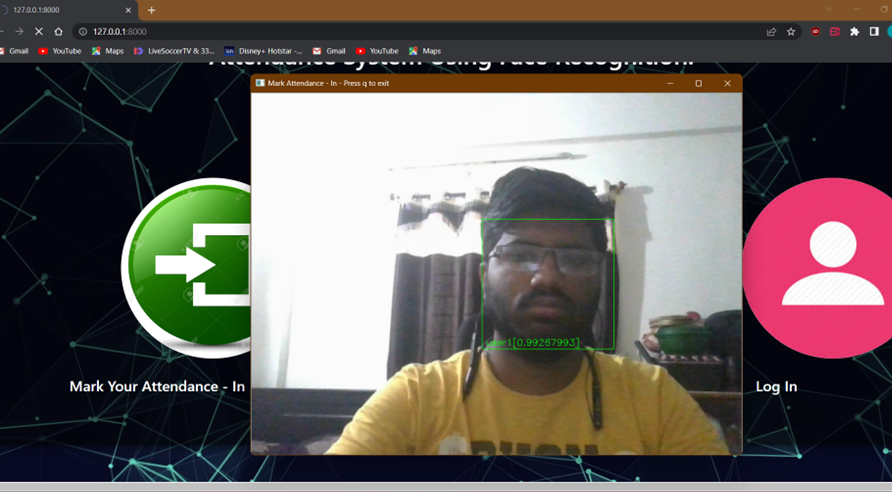 127.0.0.1:8000
127.0.0.1:8000
Gmail YouTube Maps LiveSoccerTV & 33... Disney+ Hotstar -... Gmail YouTube Maps
Attendance System Using Face Recognition.
Mark Attendance - In - Press q to exit
[0.99267993]
Mark Your Attendance - In
Log In